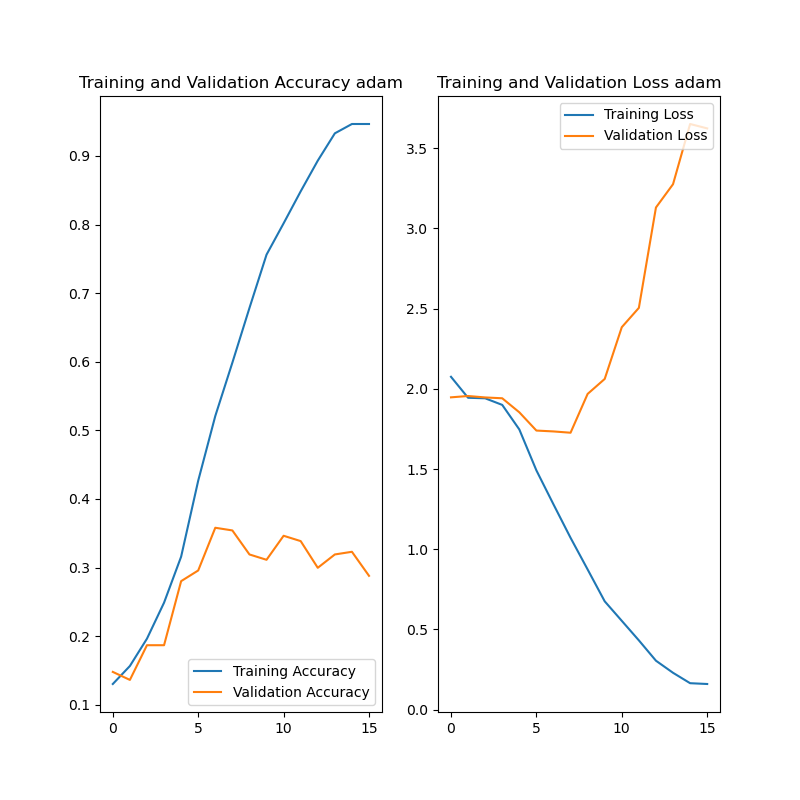 Training and Validation Accuracy adam
0.9
0.8
0.7
0.6
0.5
0.4
0.3
0.2
0.1
0 5 10 15
Training Accuracy
Validation Accuracy
Training and Validation Loss adam
3.5
3.0
2.5
2.0
1.5
1.0
0.5
0.0
0 5 10 15
Training Loss
Validation Loss